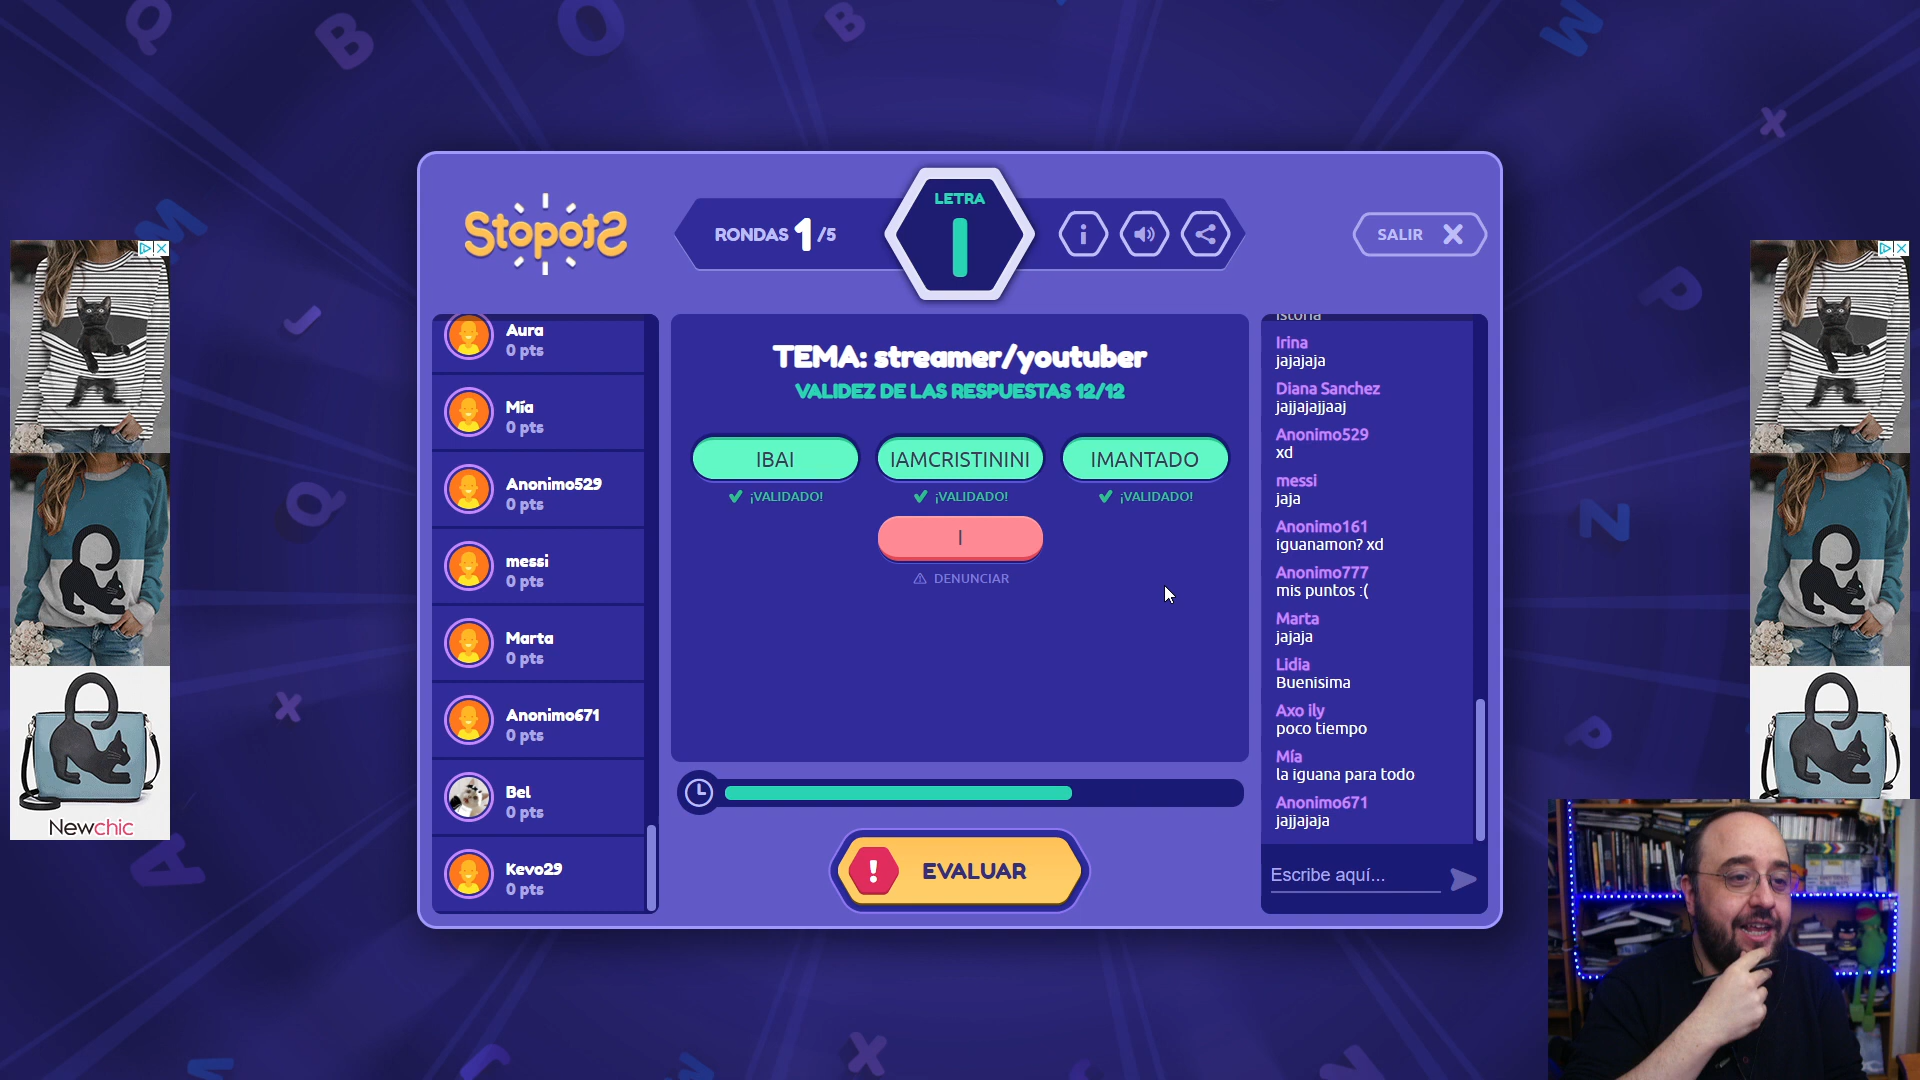 StopotS
RONDAS 1/5
LETRA
I
SALIR
Aura
0 pts
Mía
0 pts
Anonimo529
0 pts
messi
0 pts
Marta
0 pts
Anonimo671
0 pts
Bel
0 pts
Kevo29
0 pts
TEMA: streamer/youtuber
VALIDEZ DE LAS RESPUESTAS 12/12
IBAI
IAMCRISTININI
IMANTADO
¡VALIDADO!
¡VALIDADO!
¡VALIDADO!
I
DENUNCIAR
EVALUAR
istoria
Irina
jajajaja
Diana Sanchez
jajjajajjaaj
Anonimo529
xd
messi
jaja
Anonimo161
iguanamon? xd
Anonimo777
mis puntos :(
Marta
jajaja
Lidia
Buenisima
Axo ily
poco tiempo
Mía
la iguana para todo
Anonimo671
jajjajaja
Escribe aquí...
Newchic